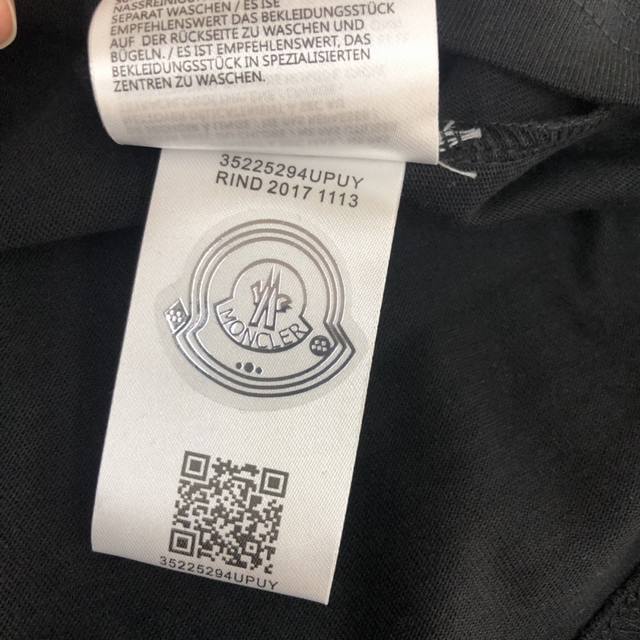 SEPARAT WASCHEN / ES ISE
EMPFEHLENSWERT DAS BEKLEIDUNGSSTÜCK
AUF DER RÜCKSEITE ZU WASCHEN UND
BÜGELN. / ES IST EMPFEHLENSWERT, DAS
BEKLEIDUNGSSTÜCK IN SPEZIALISIERTEN
ZENTREN ZU WASCHEN.
35225294UPUY
RIND 2017 1113
MONCLER
35225294UPUY